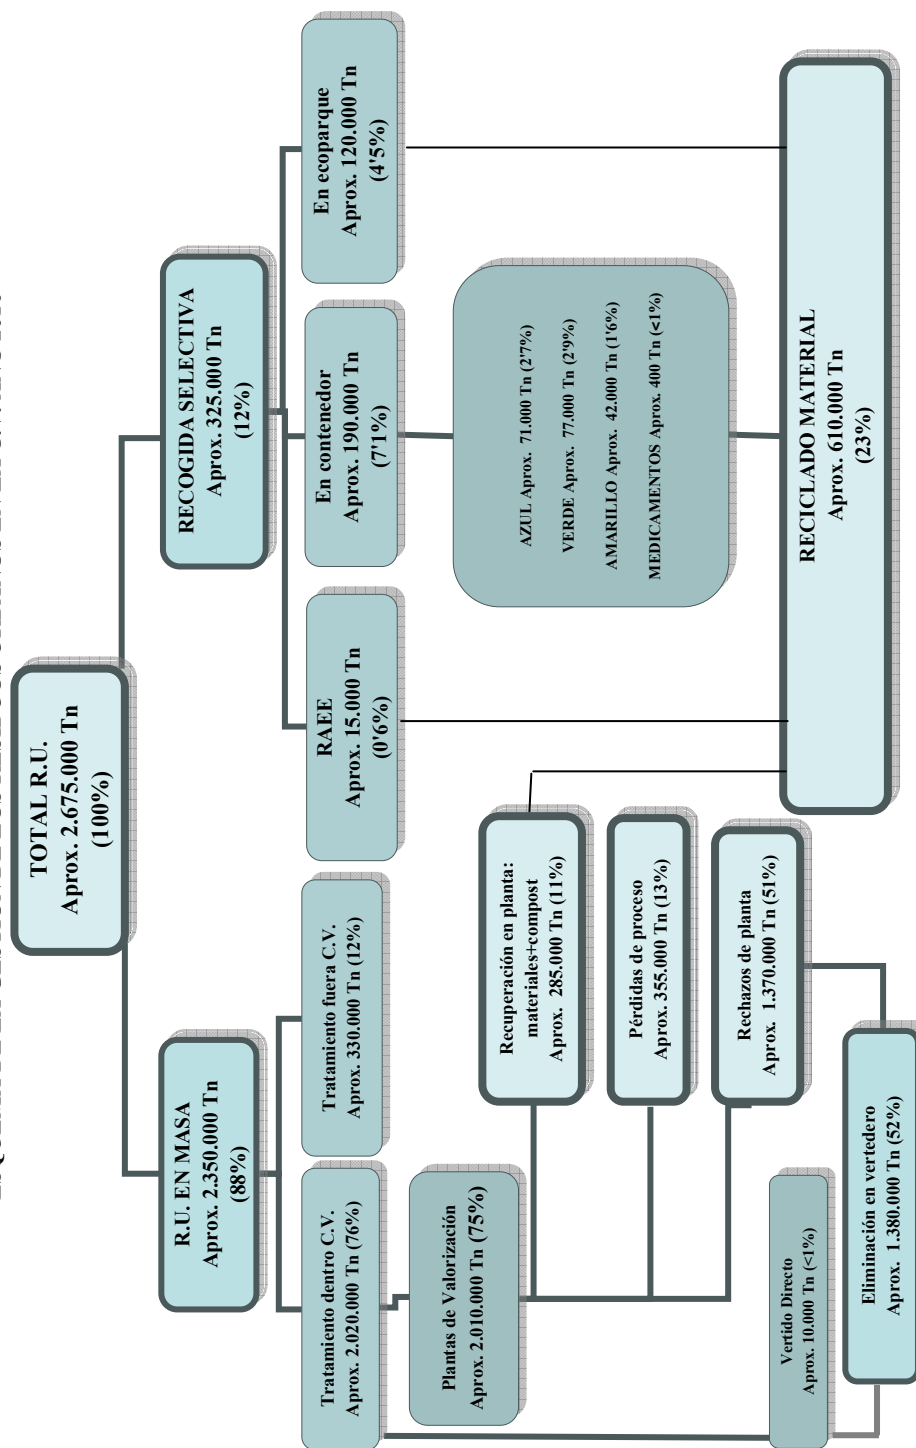 TOTAL R.U.
Aprox. 2.675.000 Tn
(100%)
R.U. EN MASA
Aprox. 2.350.000 Tn
(88%)
RECOGIDA SELECTIVA
Aprox. 325.000 Tn
(12%)
Tratamiento dentro C.V.
Aprox. 2.020.000 Tn (76%)
Tratamiento fuera C.V.
Aprox. 330.000 Tn (12%)
RAEE
Aprox. 15.000 Tn
(0'6%)
En contenedor
Aprox. 190.000 Tn
(7'1%)
En ecoparque
Aprox. 120.000 Tn
(4'5%)
Plantas de Valorización
Aprox. 2.010.000 Tn (75%)
Recuperación en planta:
materiales+compost
Aprox. 285.000 Tn (11%)
Pérdidas de proceso
Aprox. 355.000 Tn (13%)
Rechazos de planta
Aprox. 1.370.000 Tn (51%)
AZUL Aprox. 71.000 Tn (2'7%)
VERDE Aprox. 77.000 Tn (2'9%)
AMARILLO Aprox. 42.000 Tn (1'6%)
MEDICAMENTOS Aprox. 400 Tn (<1%)
Vertido Directo
Aprox. 10.000 Tn (<1%)
Eliminación en vertedero
Aprox. 1.380.000 Tn (52%)
RECICLADO MATERIAL
Aprox. 610.000 Tn
(23%)